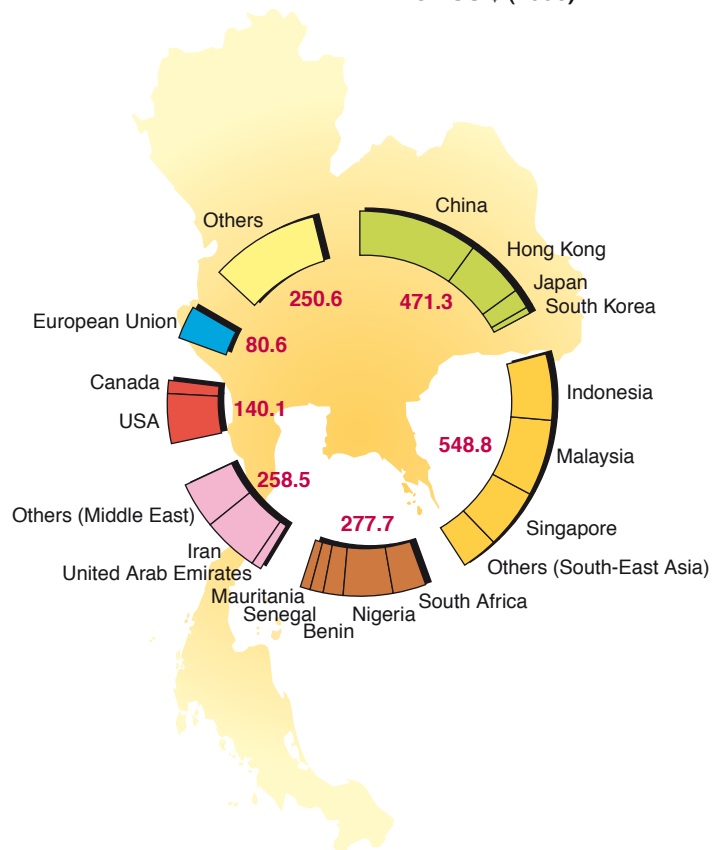 China
Others
Hong Kong
Japan
South Korea
250.6
471.3
European Union
80.6
Canada
140.1
USA
Indonesia
548.8
Malaysia
258.5
Others (Middle East)
277.7
Singapore
Iran
United Arab Emirates
Others (South-East Asia)
Mauritania
Senegal
Benin
Nigeria
South Africa